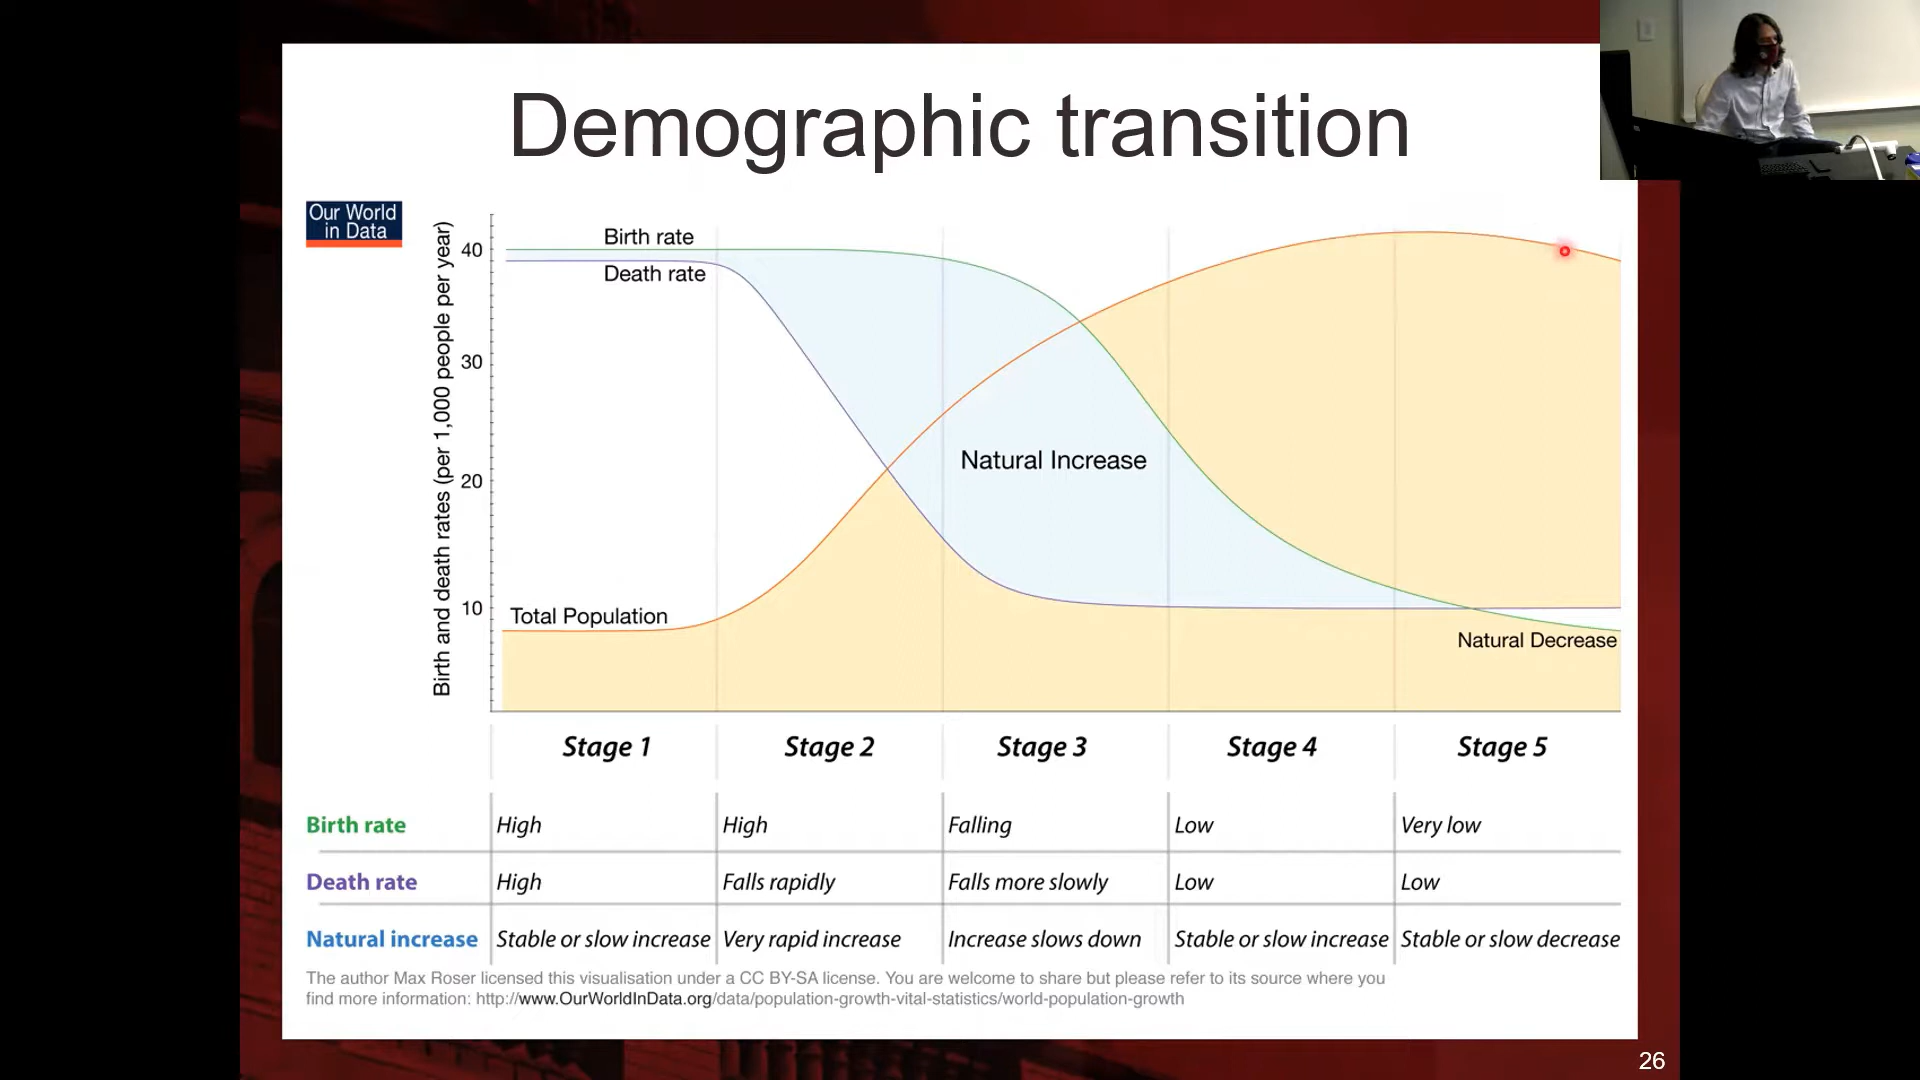 Demographic transition
Our World
in Data
Birth and death rates (per 1,000 people per year)
40
30
20
10
Birth rate
Death rate
Natural Increase
Total Population
Natural Decrease
Stage 1 Stage 2 Stage 3 Stage 4 Stage 5
Birth rate High High Falling Low Very low
Death rate High Falls rapidly Falls more slowly Low Low
Natural increase Stable or slow increase Very rapid increase Increase slows down Stable or slow increase Stable or slow decrease
The author Max Roser licensed this visualisation under a CC BY-SA license. You are welcome to share but please refer to its source where you
find more information: http://www.OurWorldInData.org/data/population-growth-vital-statistics/world-population-growth
26